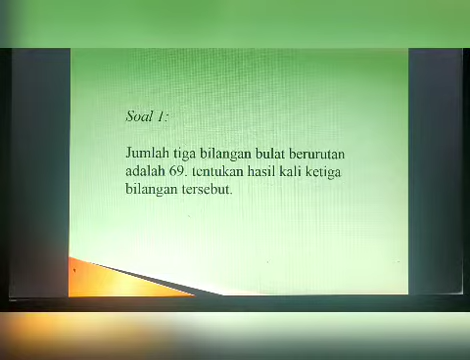 Soal 1:
Jumlah tiga bilangan bulat berurutan
adalah 69. tentukan hasil kali ketiga
bilangan tersebut.